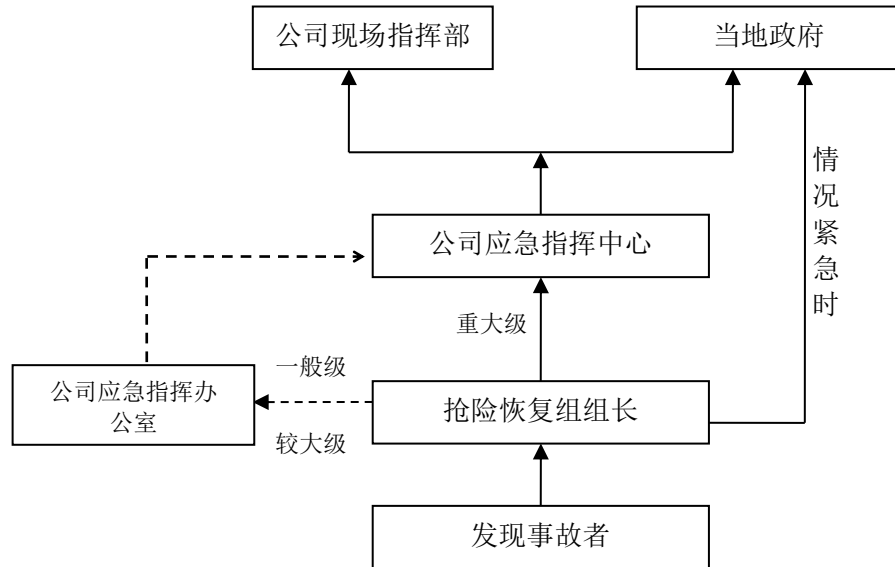 公司现场指挥部
当地政府
情况紧急时
公司应急指挥中心
重大级
一般级
公司应急指挥办
公室
抢险恢复组组长
较大级
发现事故者